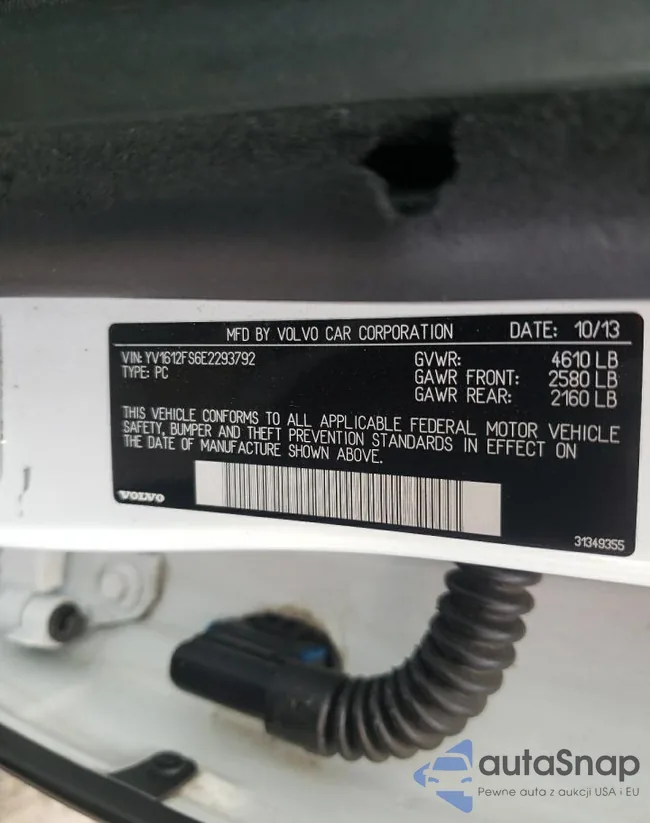 MFD BY VOLVO CAR CORPORATION DATE: 10/13
VIN: YV1612FS6E2293792 GVWR: 4610 LB
TYPE: PC GAWR FRONT: 2580 LB
GAWR REAR: 2160 LB
THIS VEHICLE CONFORMS TO ALL APPLICABLE FEDERAL MOTOR VEHICLE
SAFETY, BUMPER AND THEFT PREVENTION STANDARDS IN EFFECT ON
THE DATE OF MANUFACTURE SHOWN ABOVE.
VOLVO
31349355
autaSnap
Pewne auta z aukcji USA i EU